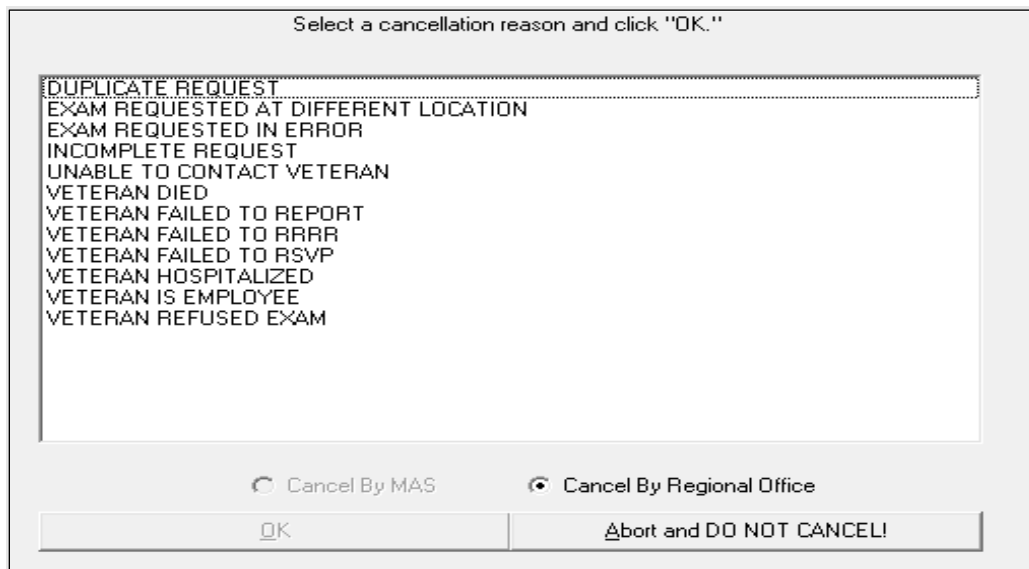 Select a cancellation reason and click "OK."
DUPLICATE REQUEST
EXAM REQUESTED AT DIFFERENT LOCATION
EXAM REQUESTED IN ERROR
INCOMPLETE REQUEST
UNABLE TO CONTACT VETERAN
VETERAN DIED
VETERAN FAILED TO REPORT
VETERAN FAILED TO RRRR
VETERAN FAILED TO RSVP
VETERAN HOSPITALIZED
VETERAN IS EMPLOYEE
VETERAN REFUSED EXAM
Cancel By MAS Cancel By Regional Office
OK Abort and DO NOT CANCEL!